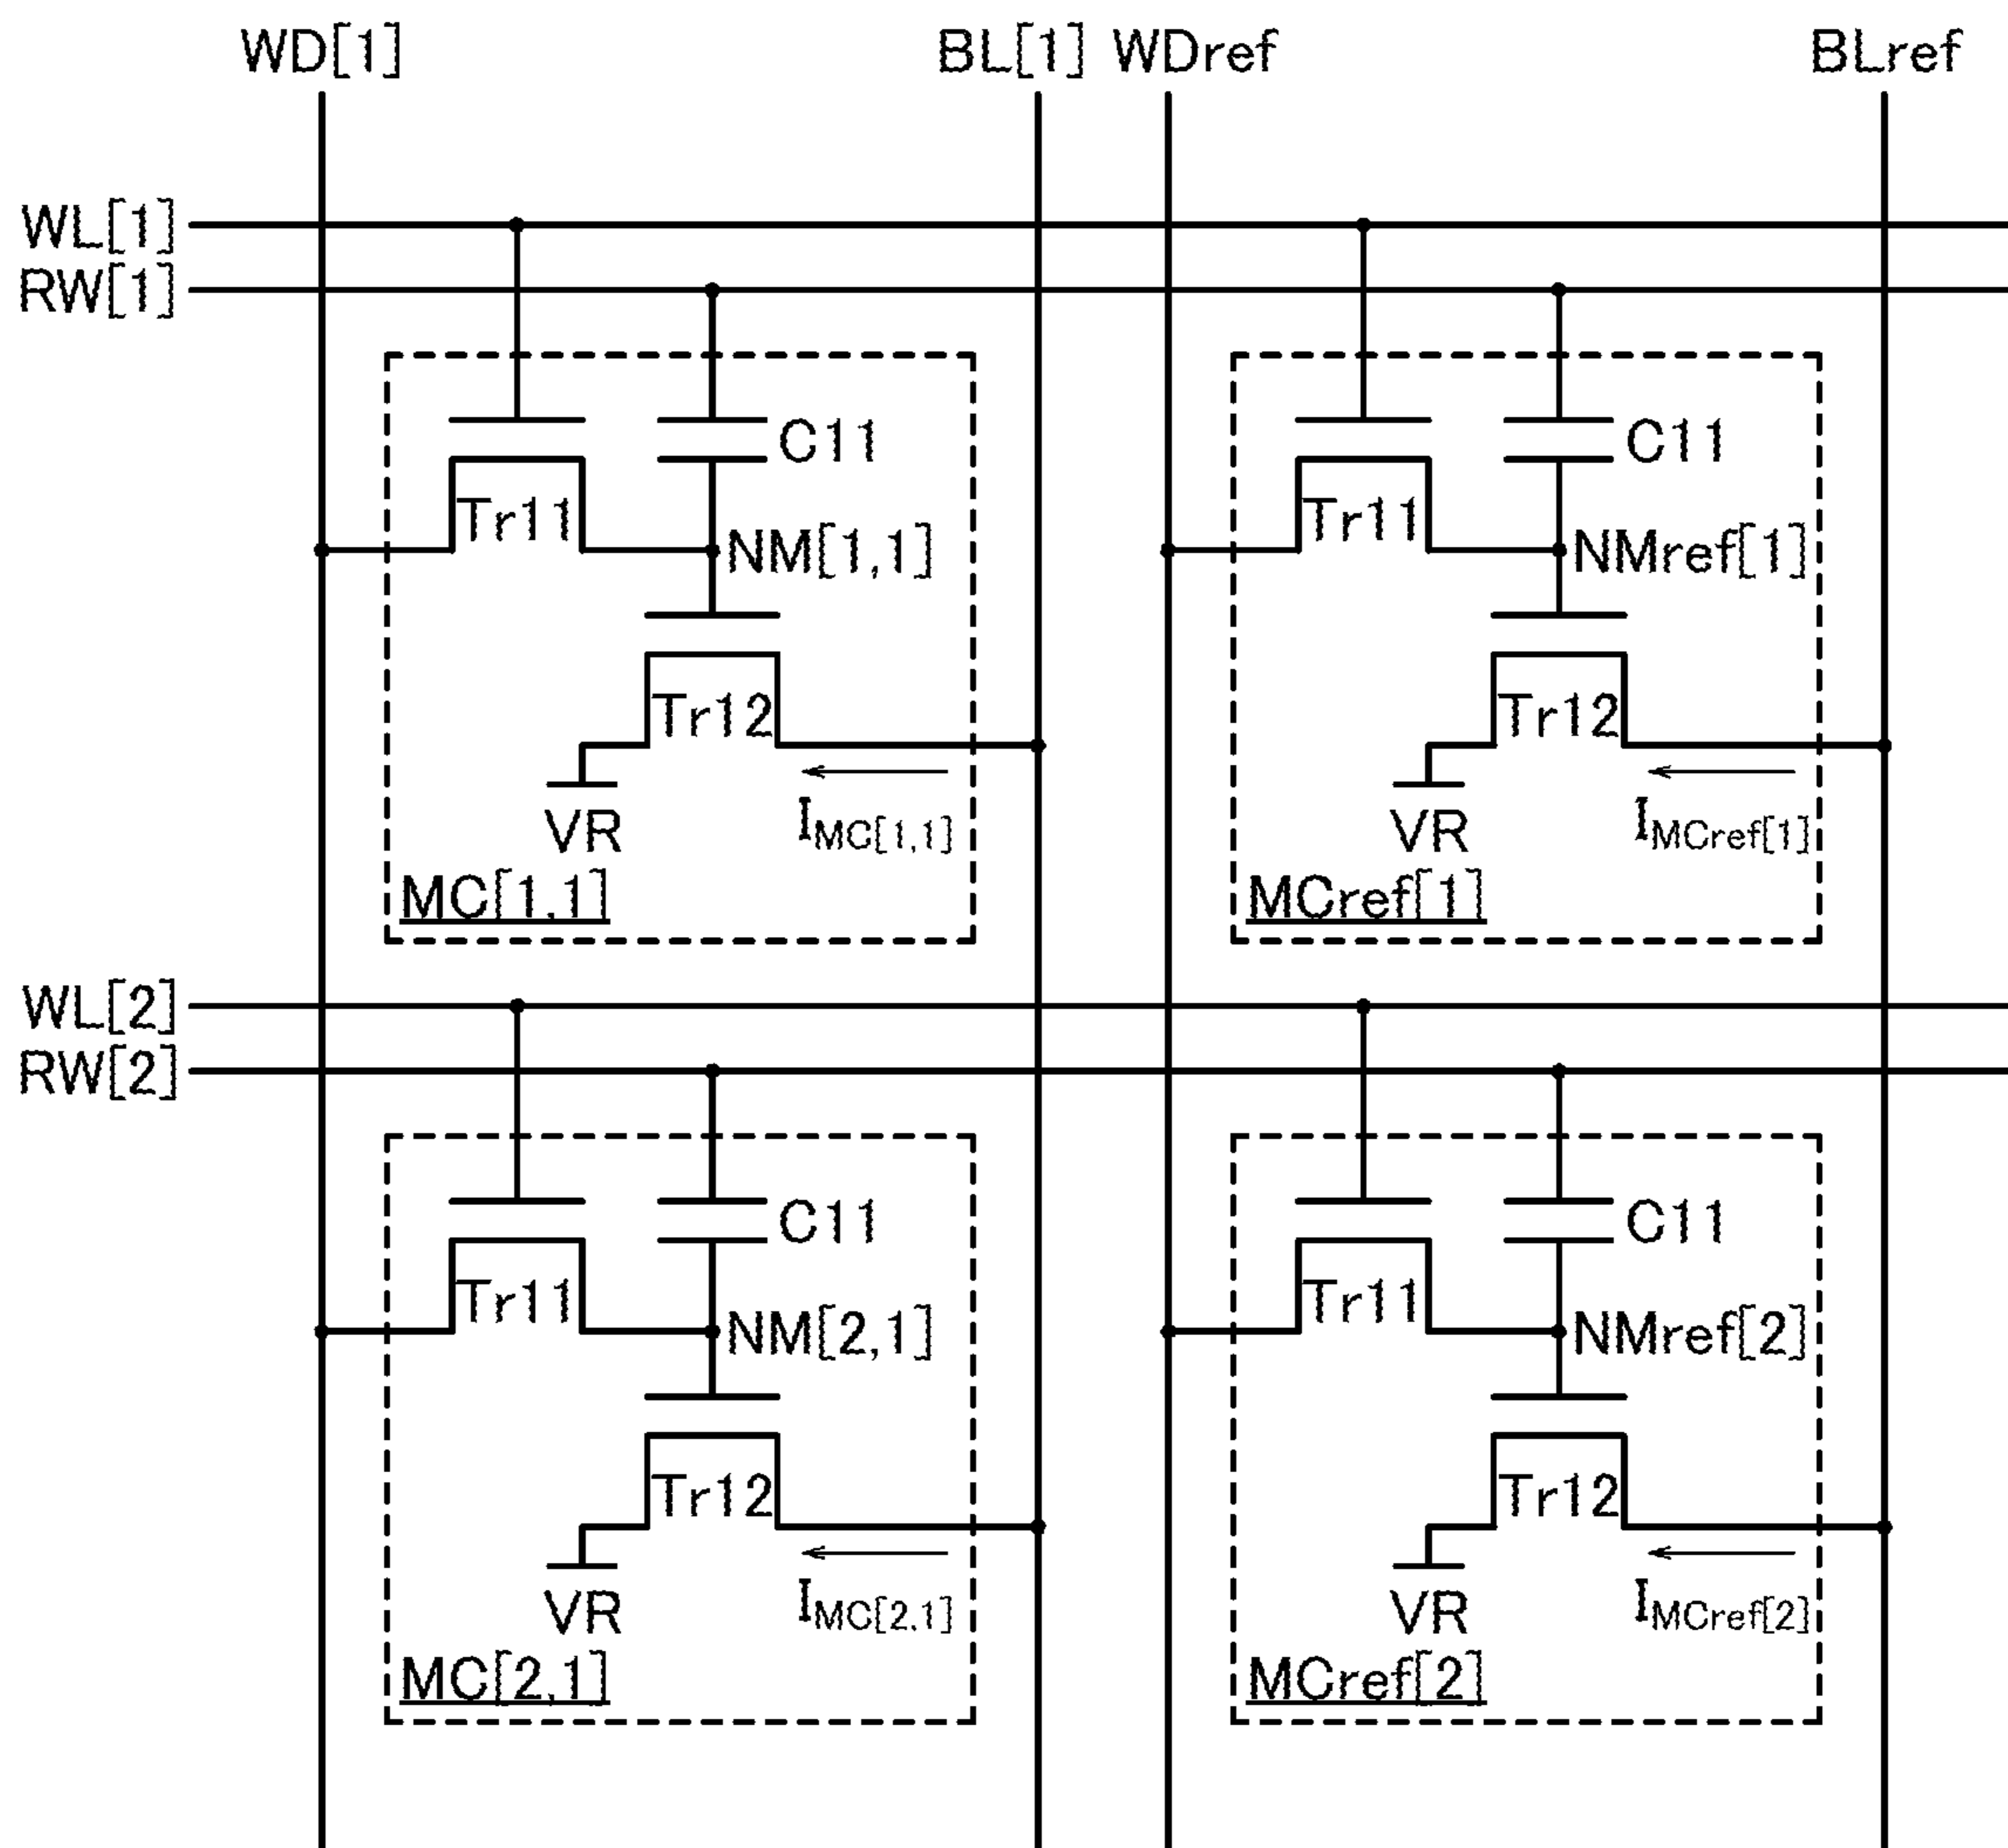 WD[1] BL[1] WDref BLref
WL[1]
RW[1]
C11 C11
Tr11 NM[1,1] Tr11 NMref[1]
Tr12 Tr12
VR IMC[1,1] VR IMCref[1]
MC[1,1] MCref[1]
WL[2]
RW[2]
C11 C11
Tr11 NM[2,1] Tr11 NMref[2]
Tr12 Tr12
VR IMC[2,1] VR IMCref[2]
MC[2,1] MCref[2]